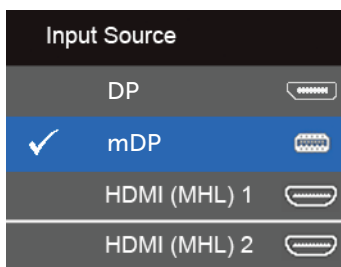 Input Source
DP
mDP
HDMI (MHL) 1
HDMI (MHL) 2